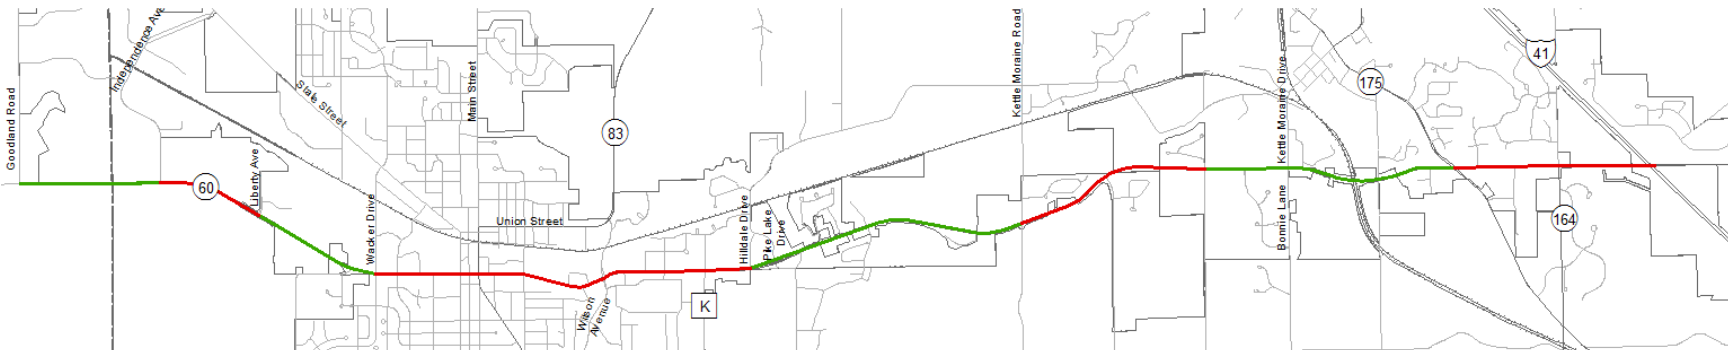 Goodland Road
Independence Ave
State Street
60
Liberty Ave
Wacker Drive
Main Street
Union Street
83
Wilson
Avenue
K
Hilldale Drive
Pike Lake
Drive
Kettle Moraine Road
Kettle Moraine Drive
Bonnie Lane
175
41
164